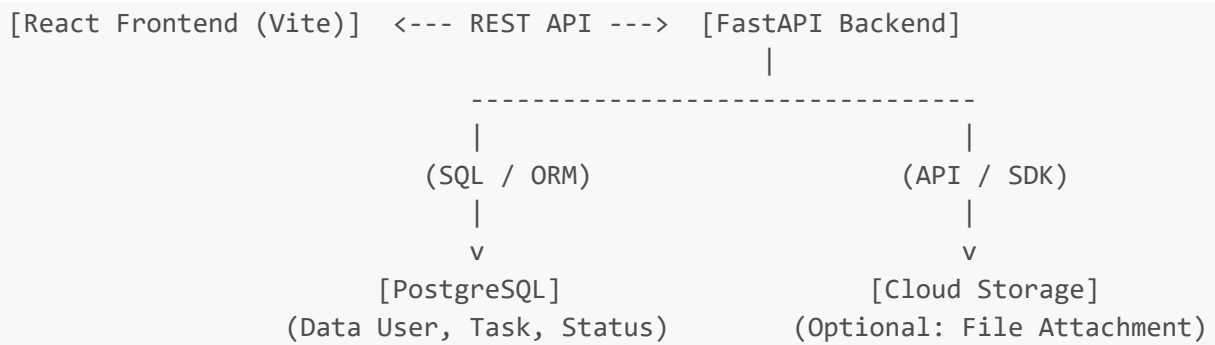 [React Frontend (Vite)]  <--- REST API --->  [FastAPI Backend]
                                                 |
                              ---------------------------------
                              |                               |
                           (SQL / ORM)                    (API / SDK)
                              |                               |
                              v                               v
                        [PostgreSQL]                    [Cloud Storage]
                  (Data User, Task, Status)        (Optional: File Attachment)